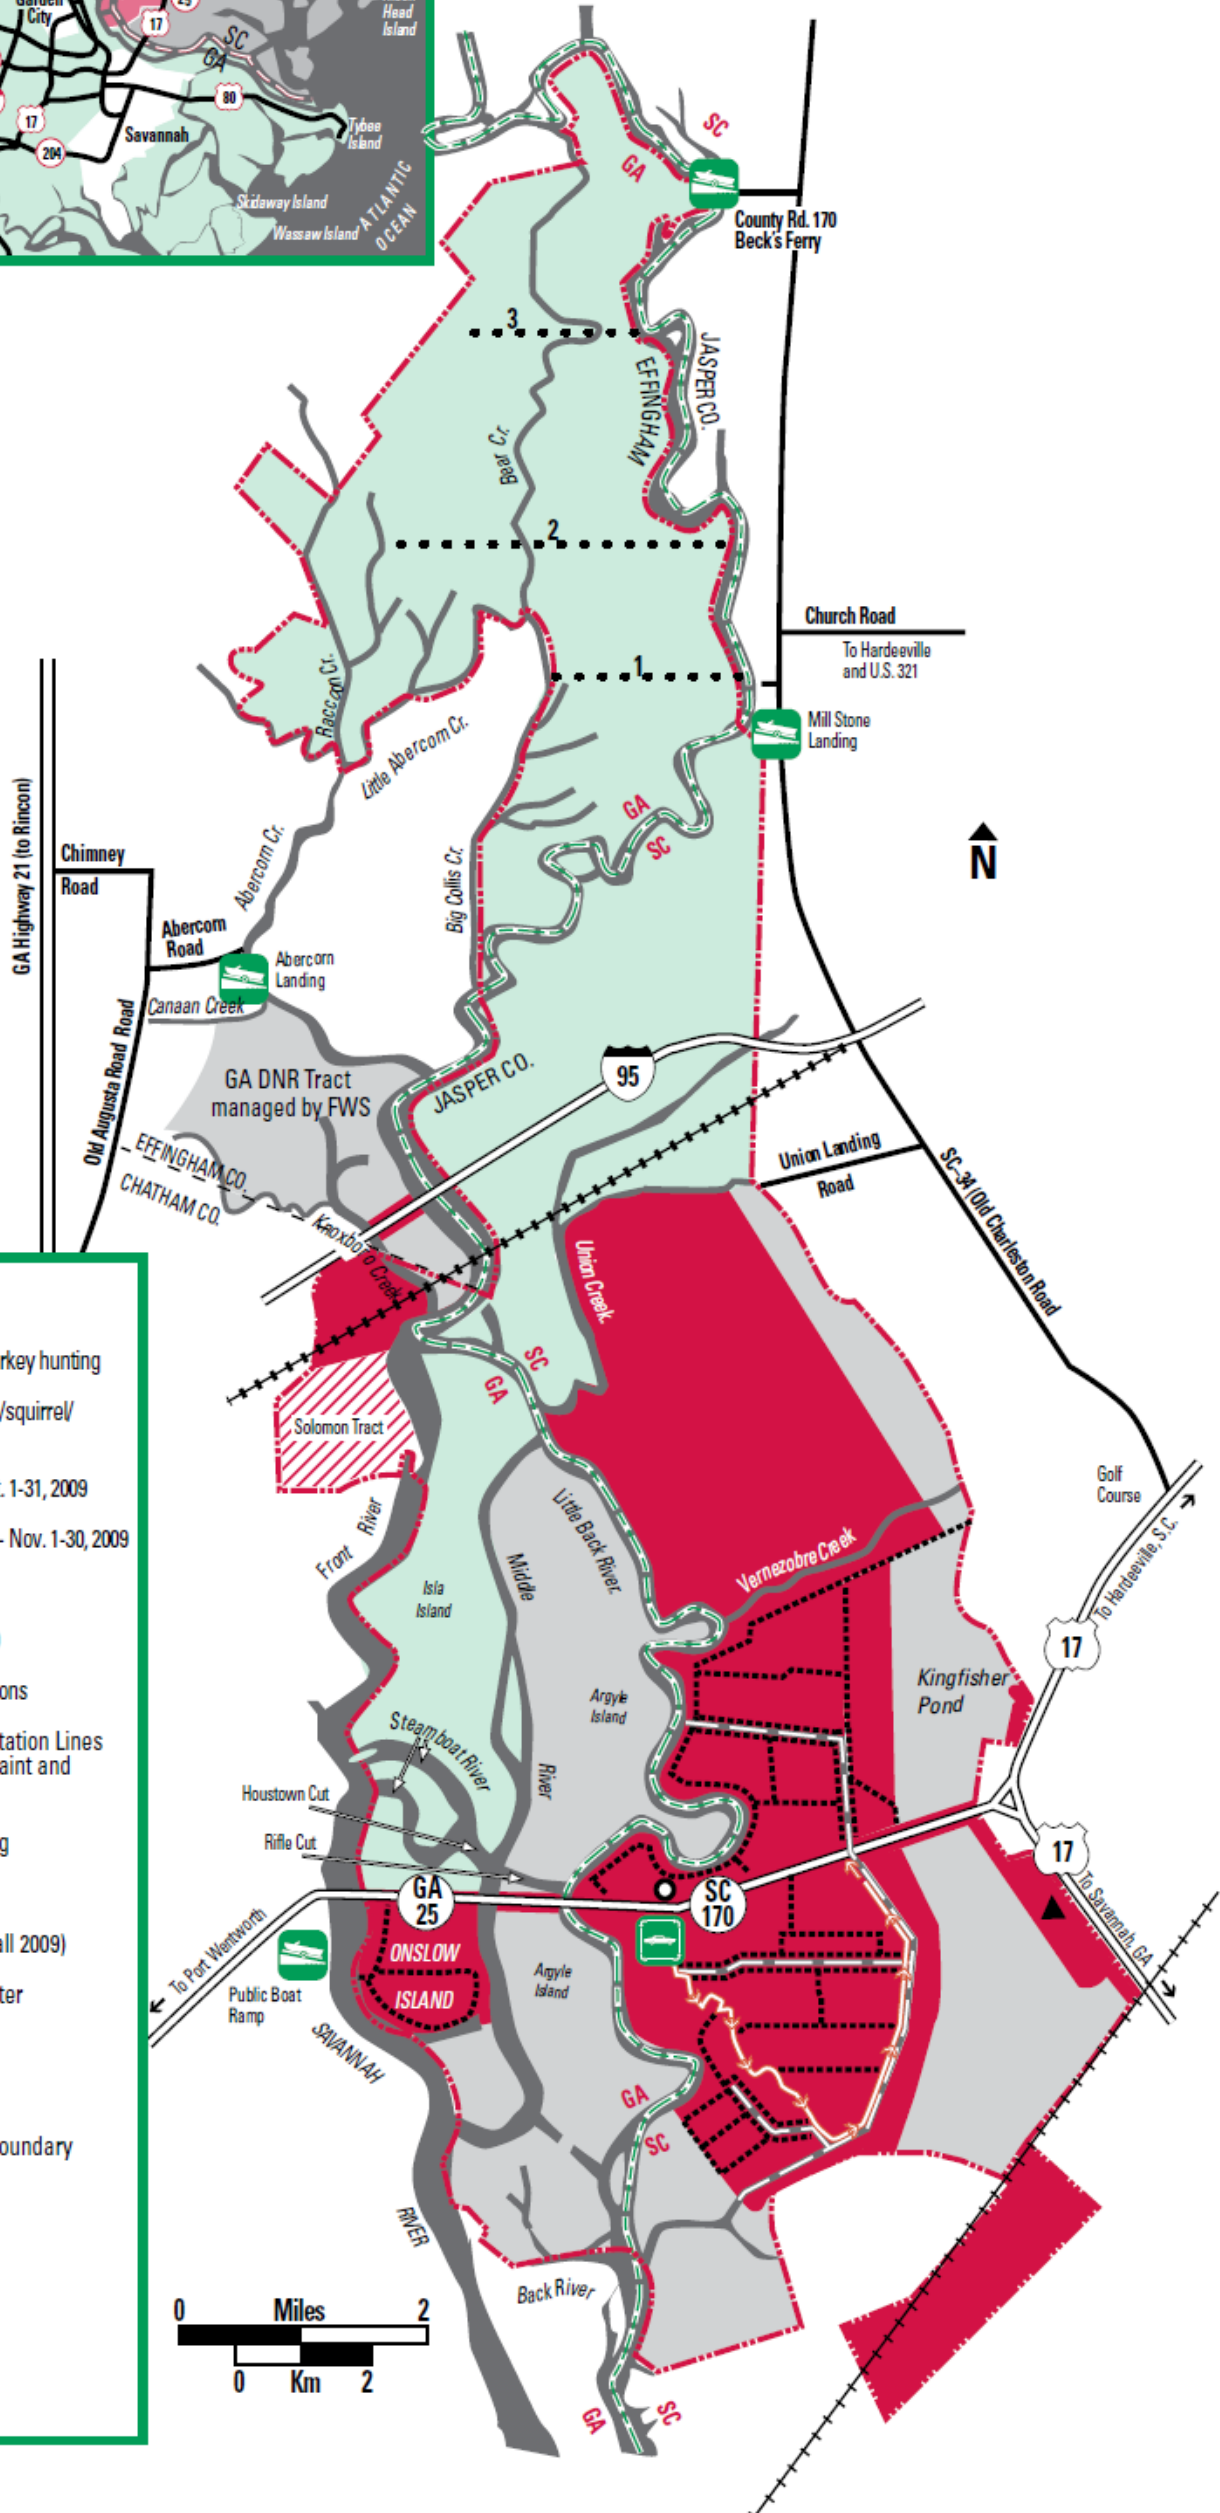 Garden
City
17
25
SC
GA
Head
Island
80
17
204
Savannah
Tybee
Island
Skidaway Island
Wassaw Island
ATLANTIC
OCEAN
SC
GA
County Rd. 170
Beck's Ferry
3
JASPER CO.
EFFINGHAM
Bear Cr.
2
Church Road
To Hardeeville
and U.S. 321
1
Raccoon Cr.
Little Abercorn Cr.
Mill Stone
Landing
GA
SC
GA Highway 21 (to Rincon)
Chimney
Road
Abercorn Cr.
Big Collis Cr.
N
Abercorn
Road
Abercorn
Landing
Canaan Creek
Old Augusta Road Road
GA DNR Tract
managed by FWS
JASPER CO.
95
EFFINGHAM CO.
CHATHAM CO.
Knoxboro Creek
Union Landing
Road
SC-34 (Old Charleston Road
Union Creek
SC
GA
rkey hunting
/squirrel/
. 1-31, 2009
- Nov. 1-30, 2009
ons
tation Lines
aint and
g
all 2009)
ter
oundary
Solomon Tract
Golf
Course
To Hardeeville, S.C.
Front River
Little Back River
Middle
River
Isla
Island
Vernezobre Creek
Argyle
Island
17
Kingfisher
Pond
Steamboat River
Houstown Cut
Rifle Cut
17
To Savannah, GA
GA
25
SC
170
To Port Wentworth
ONSLOW
ISLAND
Argyle
Island
Public Boat
Ramp
SAVANNAH
RIVER
GA
SC
Back River
0 Miles 2
0 Km 2
GA
SC